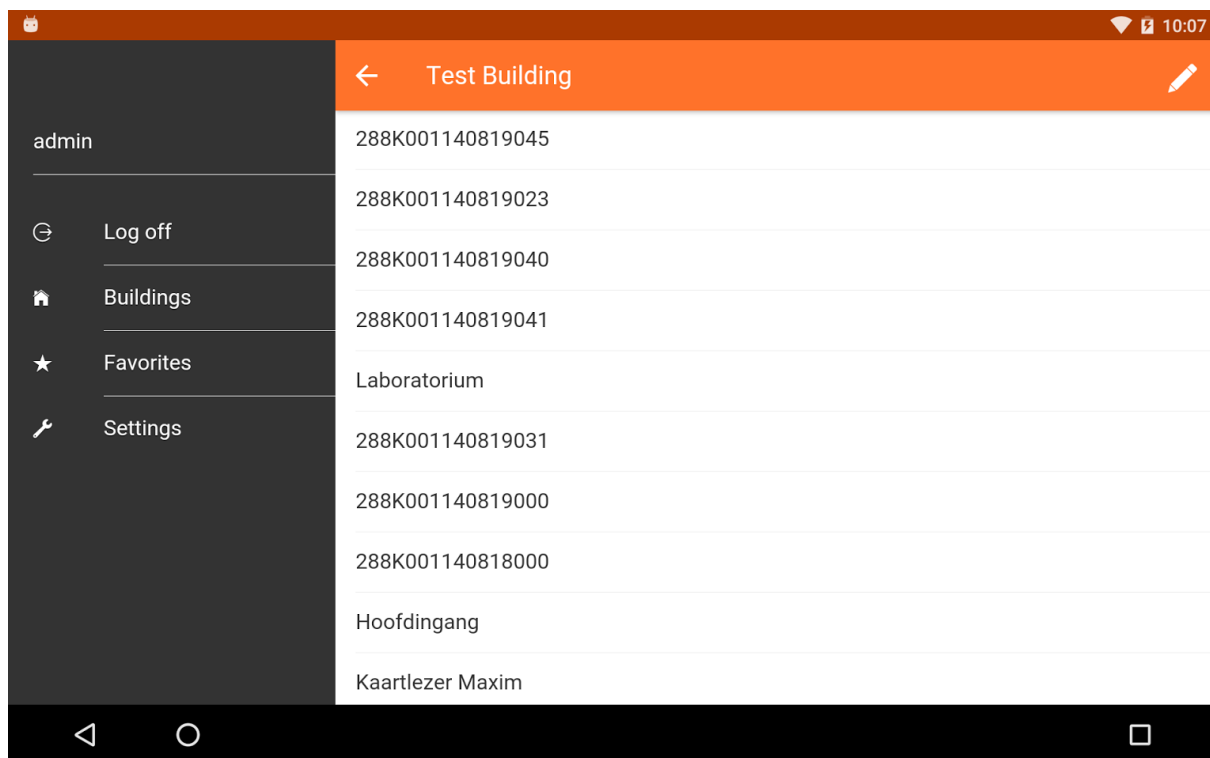 10:07
Test Building
admin
Log off
Buildings
Favorites
Settings
288K001140819045
288K001140819023
288K001140819040
288K001140819041
Laboratorium
288K001140819031
288K001140819000
288K001140818000
Hoofdingang
Kaartlezer Maxim